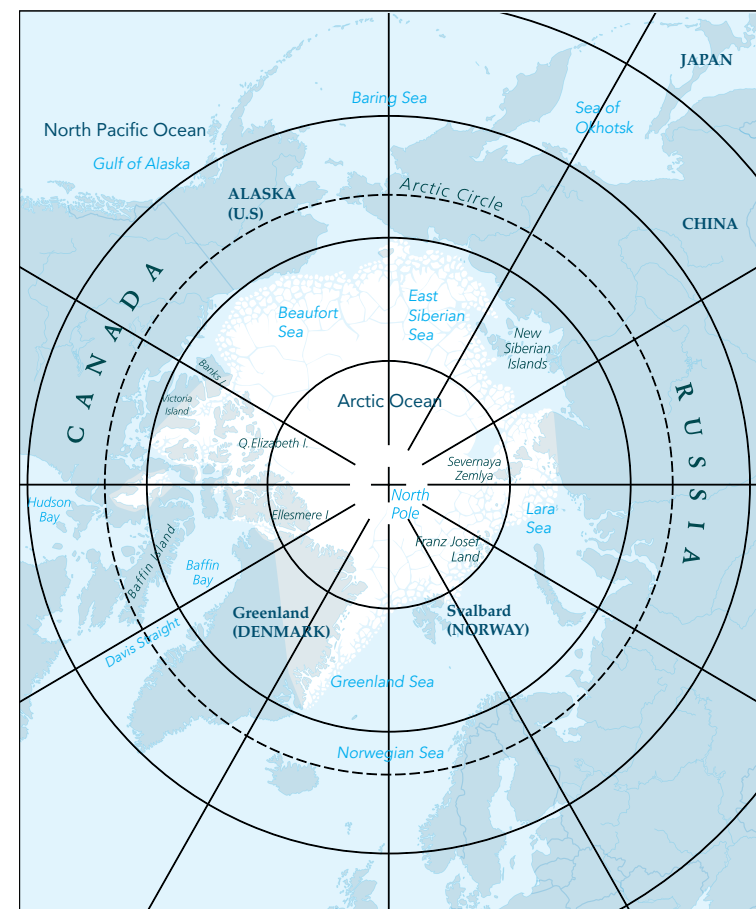 JAPAN
Baring Sea
Sea of
Okhotsk
North Pacific Ocean
Gulf of Alaska
ALASKA
(U.S)
Arctic Circle
CHINA
CANADA
Beaufort
Sea
East
Siberian
Sea
New
Siberian
Islands
Banks I.
Victoria
Island
Arctic Ocean
RUSSIA
Q.Elizabeth I.
Severnaya
Zemlya
Hudson
Bay
North
Pole
Ellesmere I.
Lara
Sea
Baffin Island
Franz Josef
Land
Baffin
Bay
Greenland
(DENMARK)
Svalbard
(NORWAY)
Davis Straight
Greenland Sea
Norwegian Sea